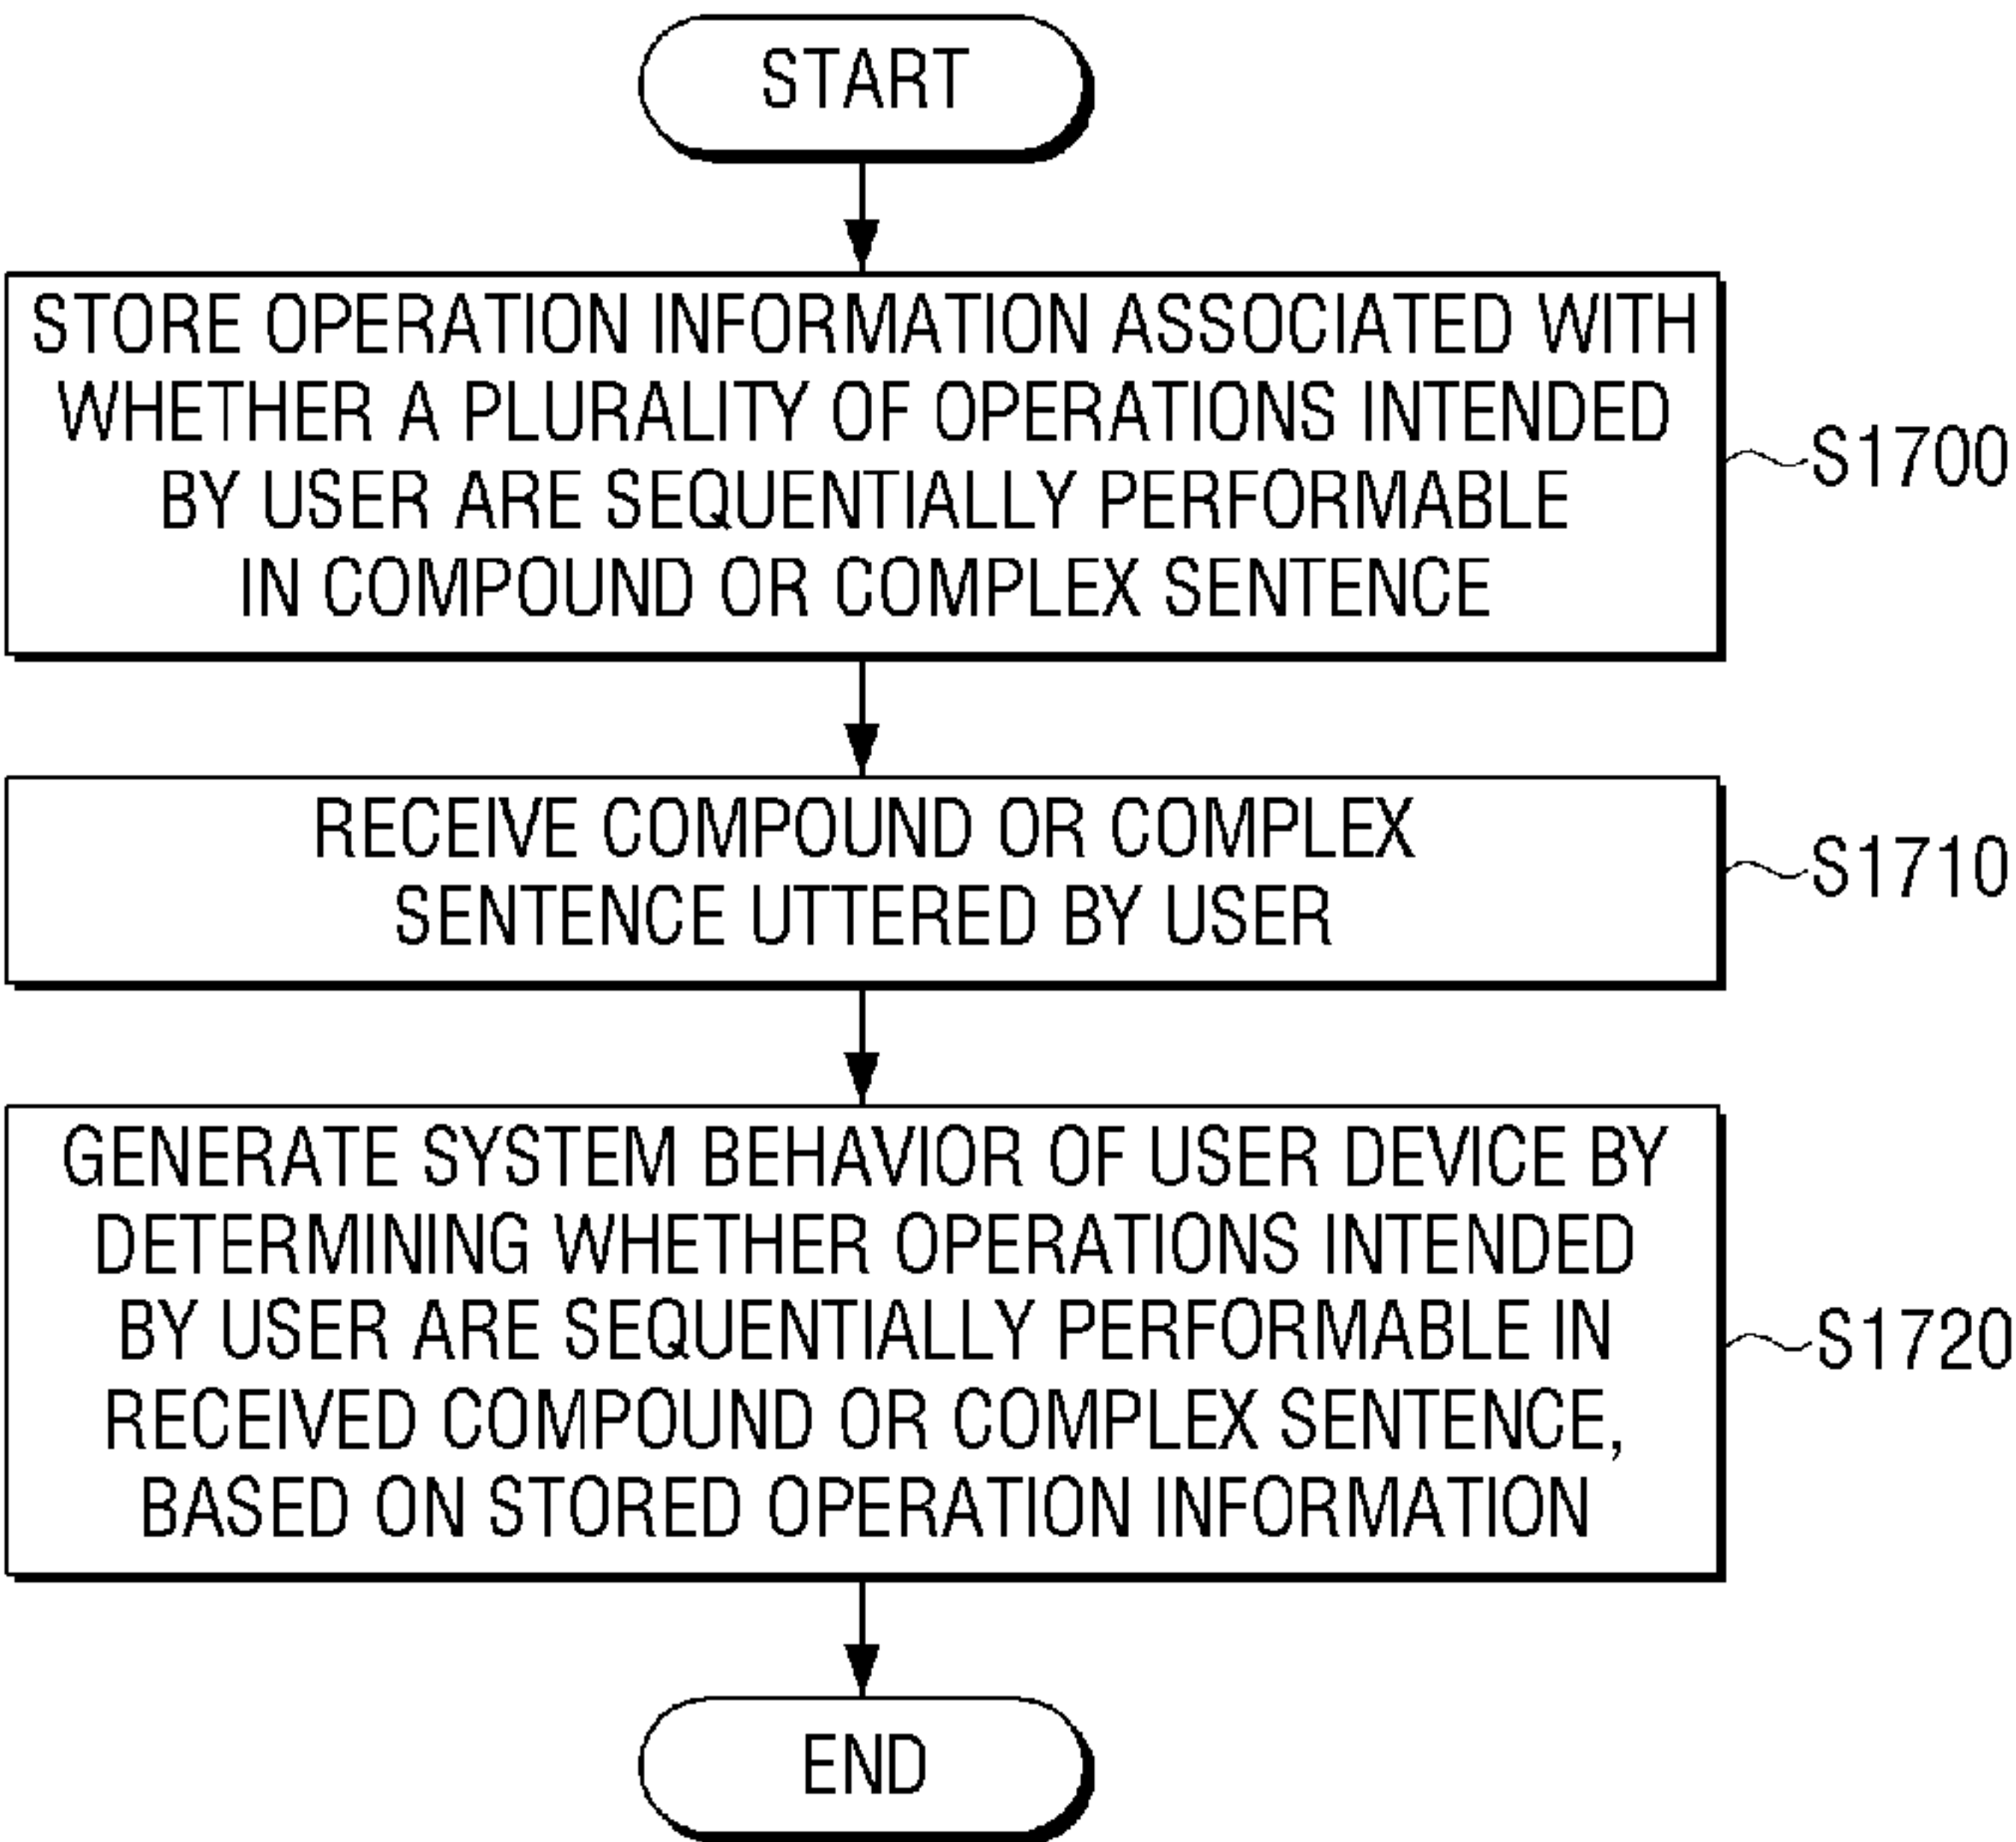 START
STORE OPERATION INFORMATION ASSOCIATED WITH
WHETHER A PLURALITY OF OPERATIONS INTENDED
BY USER ARE SEQUENTIALLY PERFORMABLE
IN COMPOUND OR COMPLEX SENTENCE
S1700
RECEIVE COMPOUND OR COMPLEX
SENTENCE UTTERED BY USER
S1710
GENERATE SYSTEM BEHAVIOR OF USER DEVICE BY
DETERMINING WHETHER OPERATIONS INTENDED
BY USER ARE SEQUENTIALLY PERFORMABLE IN
RECEIVED COMPOUND OR COMPLEX SENTENCE,
BASED ON STORED OPERATION INFORMATION
S1720
END